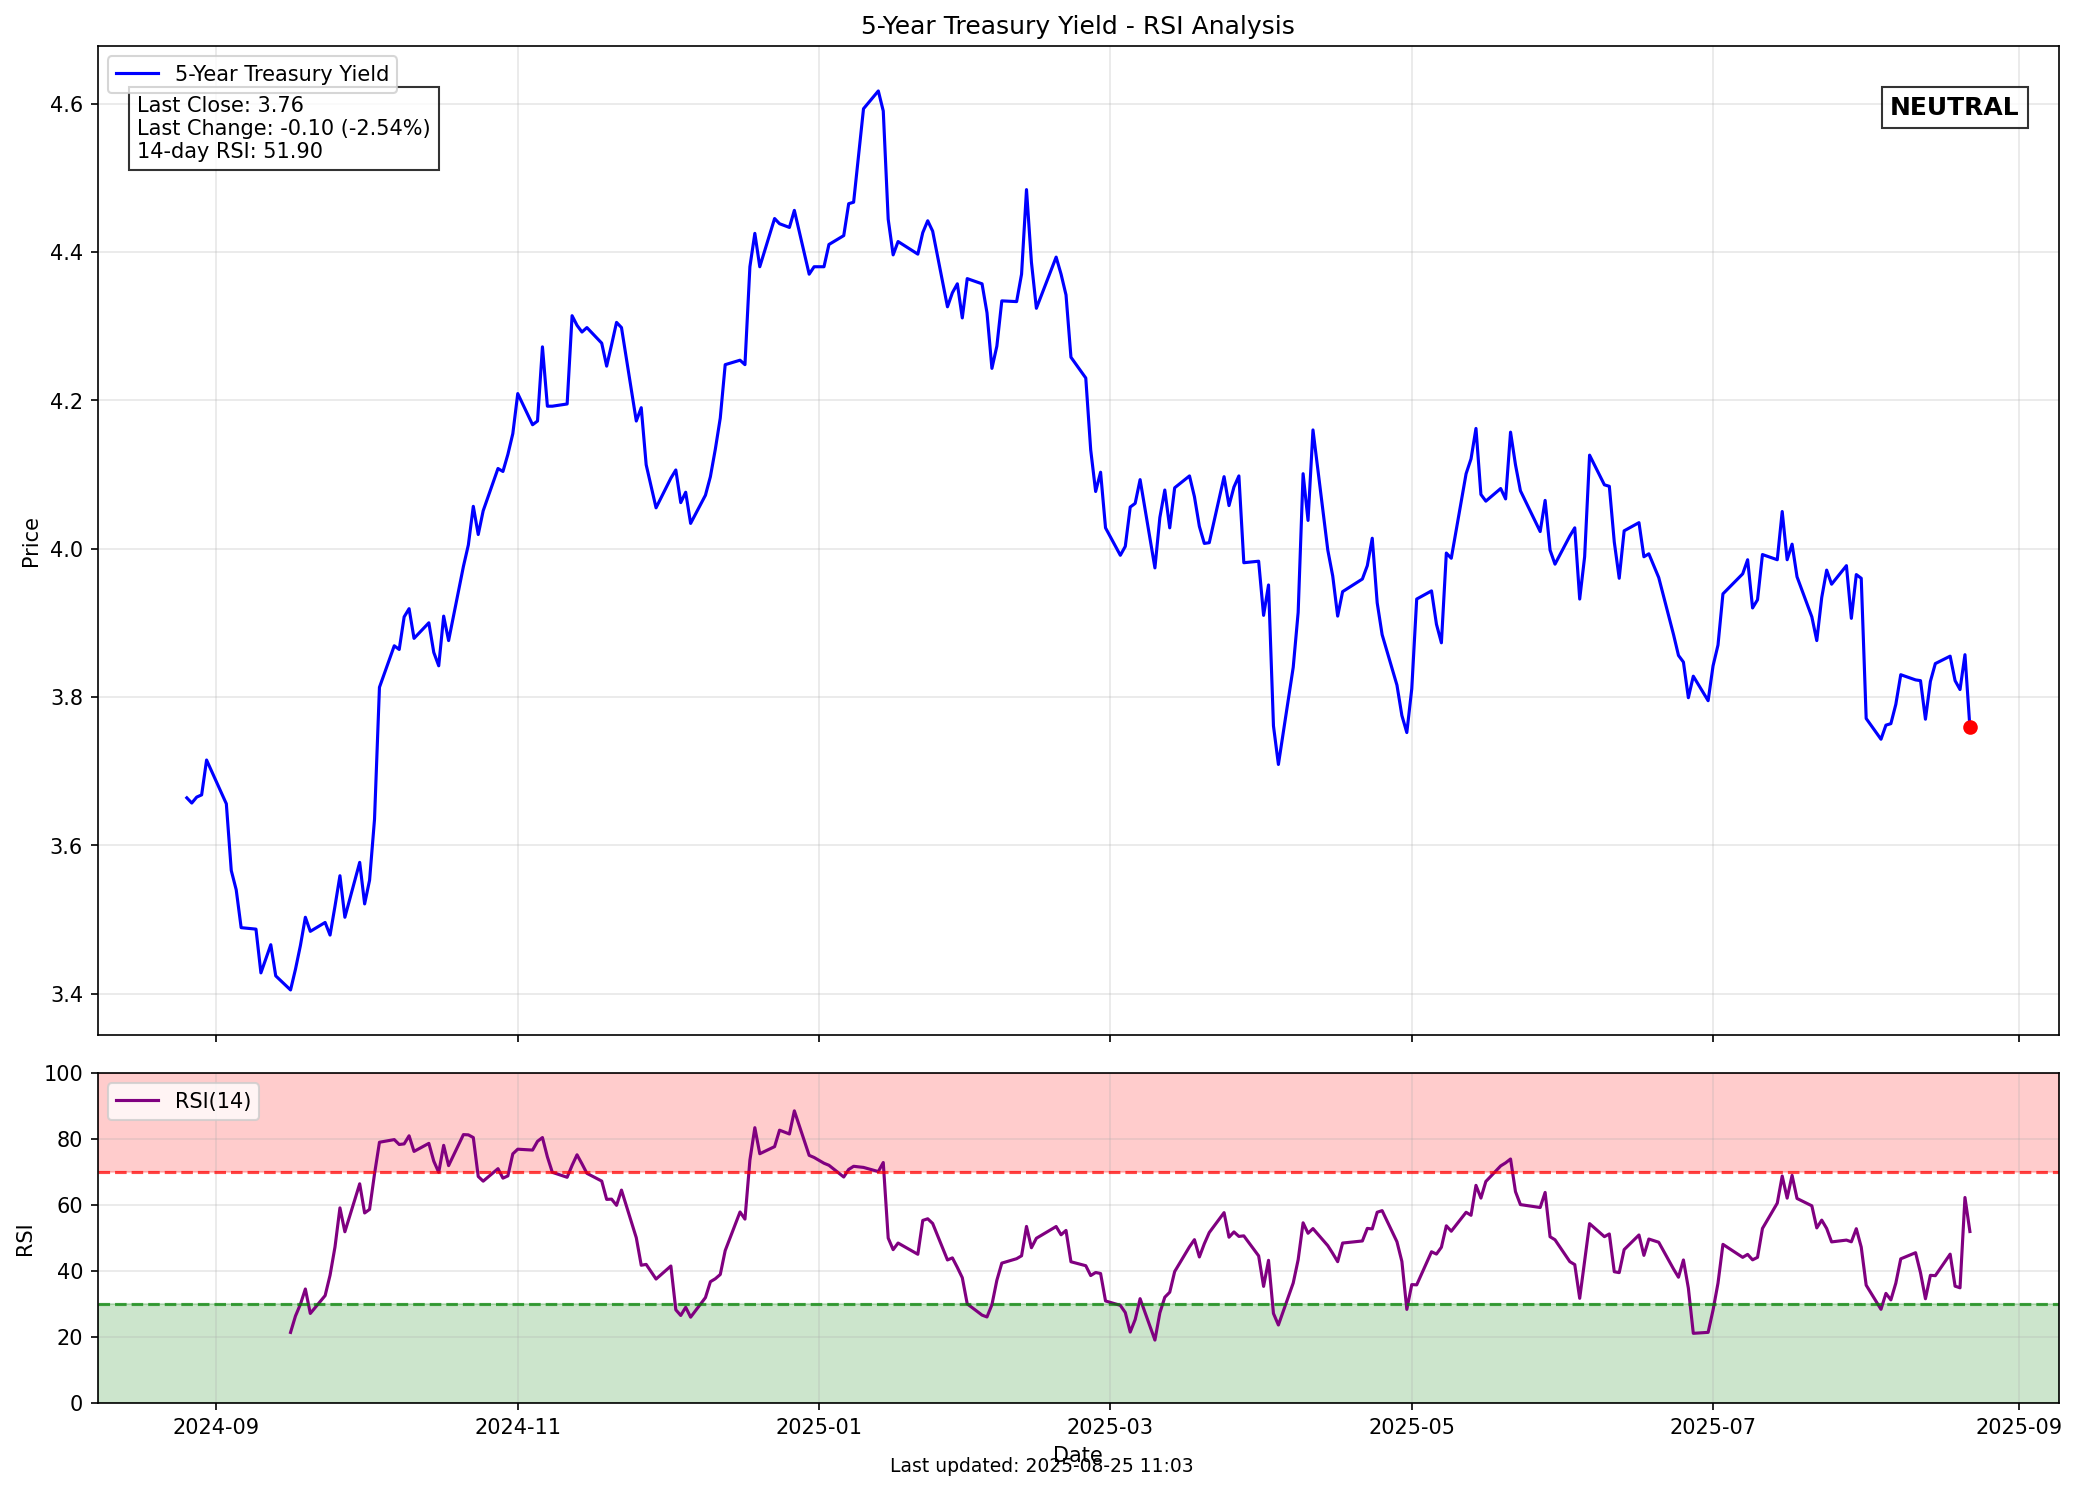 5-Year Treasury Yield - RSI Analysis
5-Year Treasury Yield
Last Close: 3.76
Last Change: -0.10 (-2.54%)
14-day RSI: 51.90
NEUTRAL
Price
4.6
4.4
4.2
4.0
3.8
3.6
3.4
RSI(14)
RSI
100
80
60
40
20
0
2024-09
2024-11
2025-01
2025-03
2025-05
2025-07
2025-09
Date
Last updated: 2025-08-25 11:03